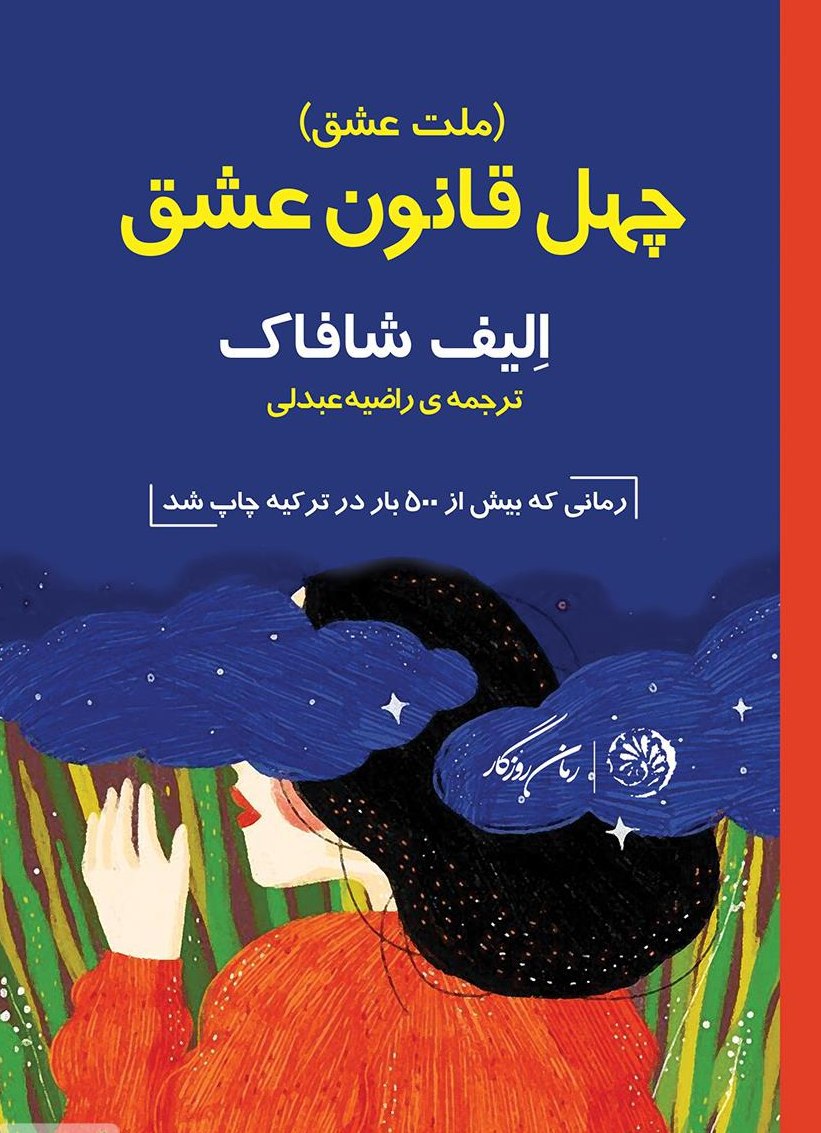 (ملت عشق)
چهل قانون عشق
اِلیف شافاک
ترجمه ی راضیه عبدلی
رمانی که بیش از ۵۰۰ بار در ترکیه چاپ شد
رمان روزگار